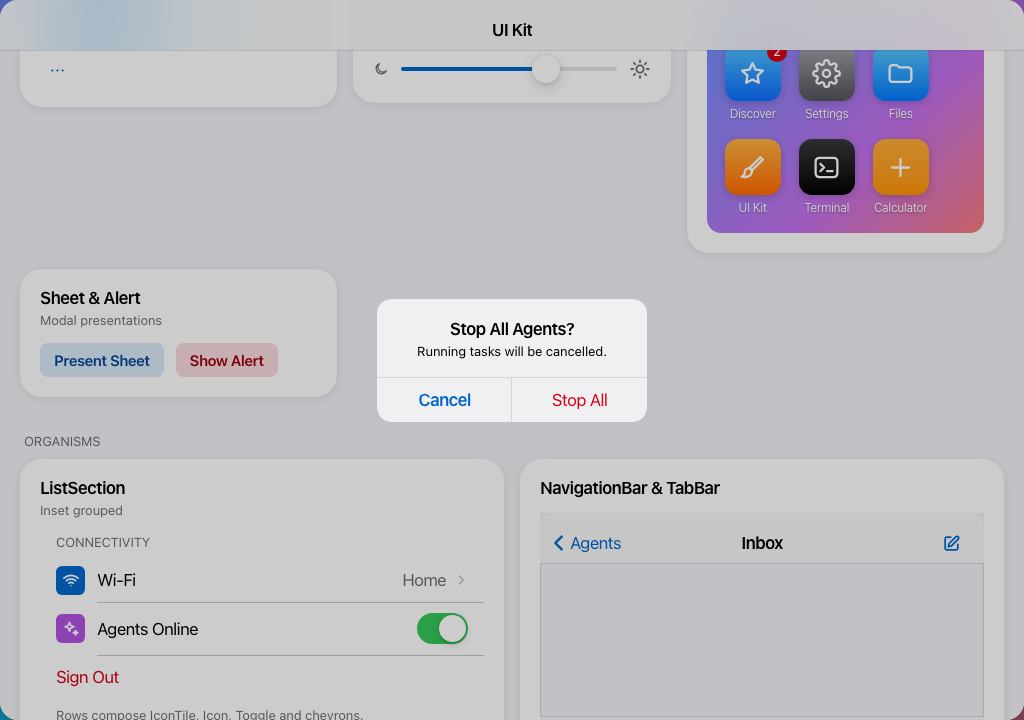 UI Kit
...
2
Discover
Settings
Files
UI Kit
Terminal
Calculator
Sheet & Alert
Modal presentations
Present Sheet
Show Alert
Stop All Agents?
Running tasks will be cancelled.
Cancel
Stop All
ORGANISMS
ListSection
Inset grouped
CONNECTIVITY
Wi-Fi
Home
Agents Online
Sign Out
Rows compose IconTile, Icon, Toggle and chevrons.
NavigationBar & TabBar
Agents
Inbox